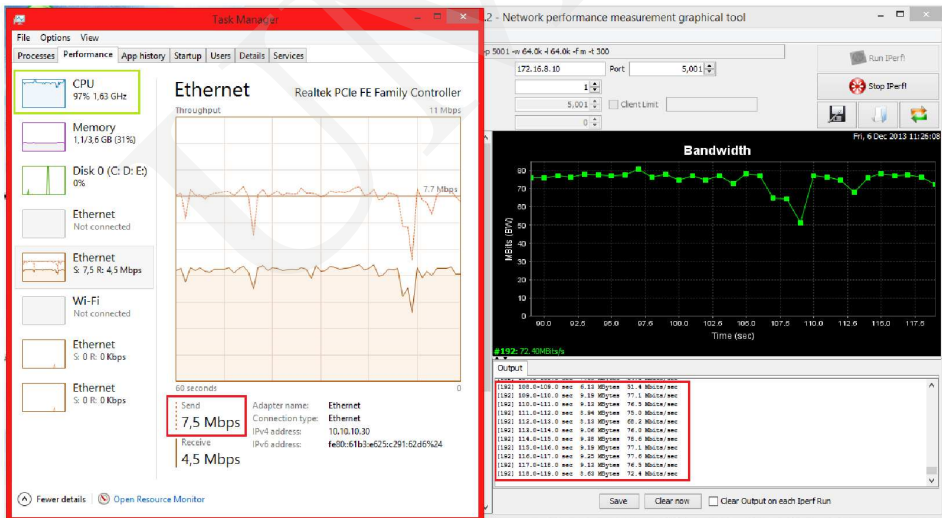 Task Manager
File Options View
Processes Performance App history Startup Users Details Services
CPU
97% 1,63 GHz
Memory
1,1/3,6 GB (31%)
Disk 0 (C: D: E:)
0%
Ethernet
Not connected
Ethernet
S: 7,5 R: 4,5 Mbps
Wi-Fi
Not connected
Ethernet
S: 0 R: 0 Kbps
Ethernet
S: 0 R: 0 Kbps
Ethernet
Realtek PCIe FE Family Controller
Throughput
11 Mbps
7.7 Mbps
60 seconds
0
Send
7,5 Mbps
Receive
4,5 Mbps
Adapter name: Ethernet
Connection type: Ethernet
IPv4 address: 10.10.10.30
IPv6 address: fe80::61b3:e625:c291:62d6%24
Fewer details
Open Resource Monitor
.2 - Network performance measurement graphical tool
5001 -w 64.0k -l 64.0k -f m -t 300
172.16.8.10 Port 5,001
1
5,001 Client Limit
0
Run IPerf!
Stop IPerf!
Fri, 6 Dec 2013 11:26:08
Bandwidth
MBits (BW)
80
70
60
50
40
30
20
10
0
90.0 92.5 95.0 97.5 100.0 102.5 105.0 107.5 110.0 112.5 115.0 117.5
Time (sec)
#192: 72.40MBits/s
Output
[192] 108.0-109.0 sec 6.13 MBytes 51.4 Mbits/sec
[192] 109.0-110.0 sec 9.19 MBytes 77.1 Mbits/sec
[192] 110.0-111.0 sec 9.13 MBytes 76.5 Mbits/sec
[192] 111.0-112.0 sec 8.94 MBytes 75.0 Mbits/sec
[192] 112.0-113.0 sec 8.13 MBytes 68.2 Mbits/sec
[192] 113.0-114.0 sec 9.06 MBytes 76.0 Mbits/sec
[192] 114.0-115.0 sec 9.38 MBytes 78.6 Mbits/sec
[192] 115.0-116.0 sec 9.19 MBytes 77.1 Mbits/sec
[192] 116.0-117.0 sec 9.25 MBytes 77.6 Mbits/sec
[192] 117.0-118.0 sec 9.13 MBytes 76.5 Mbits/sec
[192] 118.0-119.0 sec 8.63 MBytes 72.4 Mbits/sec
Save
Clear now
Clear Output on each Iperf Run